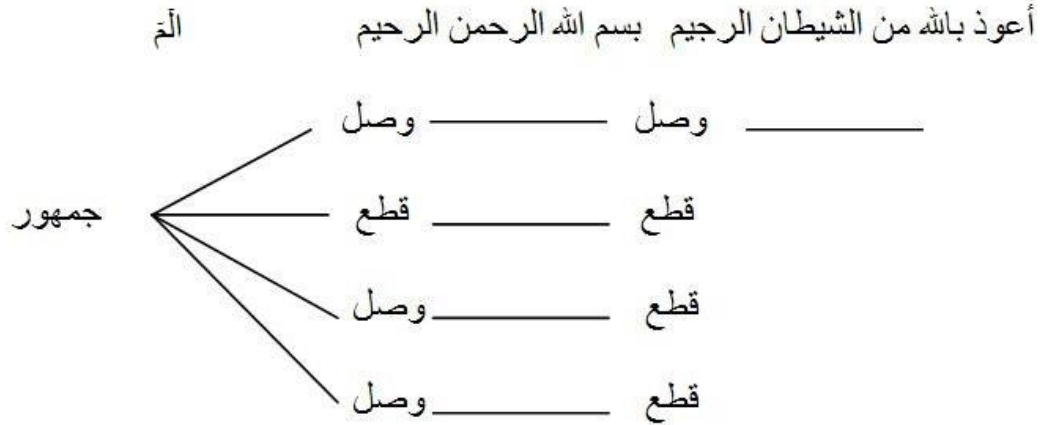 أعوذ بالله من الشيطان الرجيم بسم الله الرحمن الرحيم الَمَ
وصل وصل
جمهور قطع قطع
قطع وصل
قطع وصل